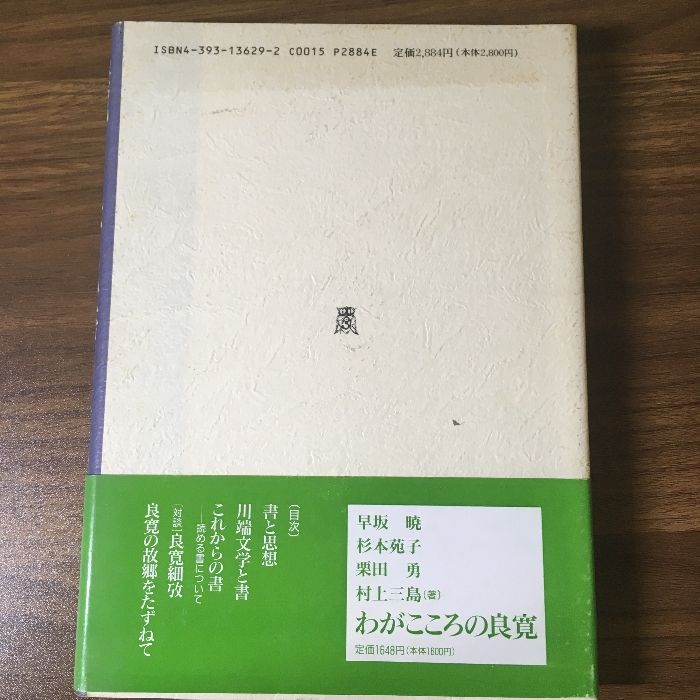 ISBN4-393-13629-2 C0015 P2884E 定価2,884円(本体2,800円)
〔目次〕
書と思想
川端文学と書
これからの書
──読める書について
［対談］良寛細攷
良寛の故郷をたずねて
早坂 暁
杉本苑子
栗田 勇
村上三島(著)
わがこころの良寛
定価1648円(本体1600円)